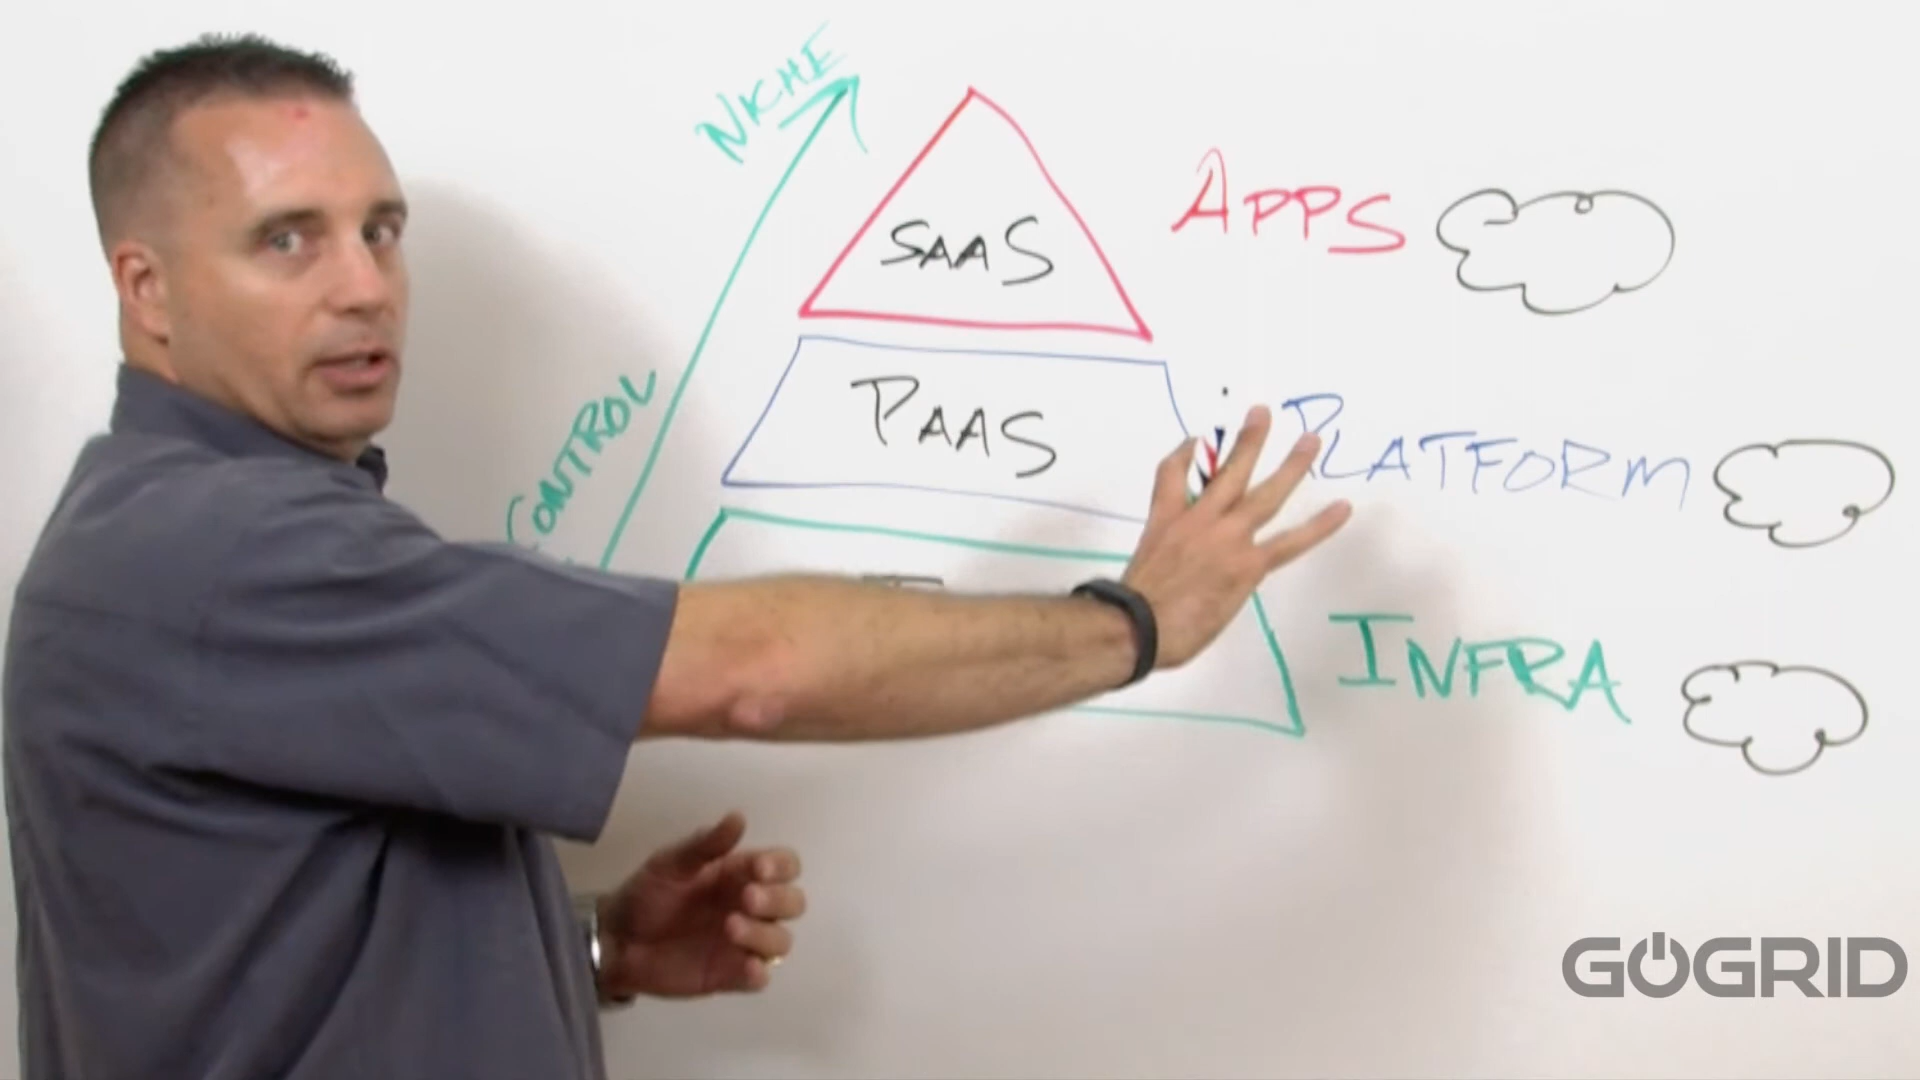 NICHE
SAAS
APPS
CONTROL
PAAS
PLATFORM
INFRA
GOGRID